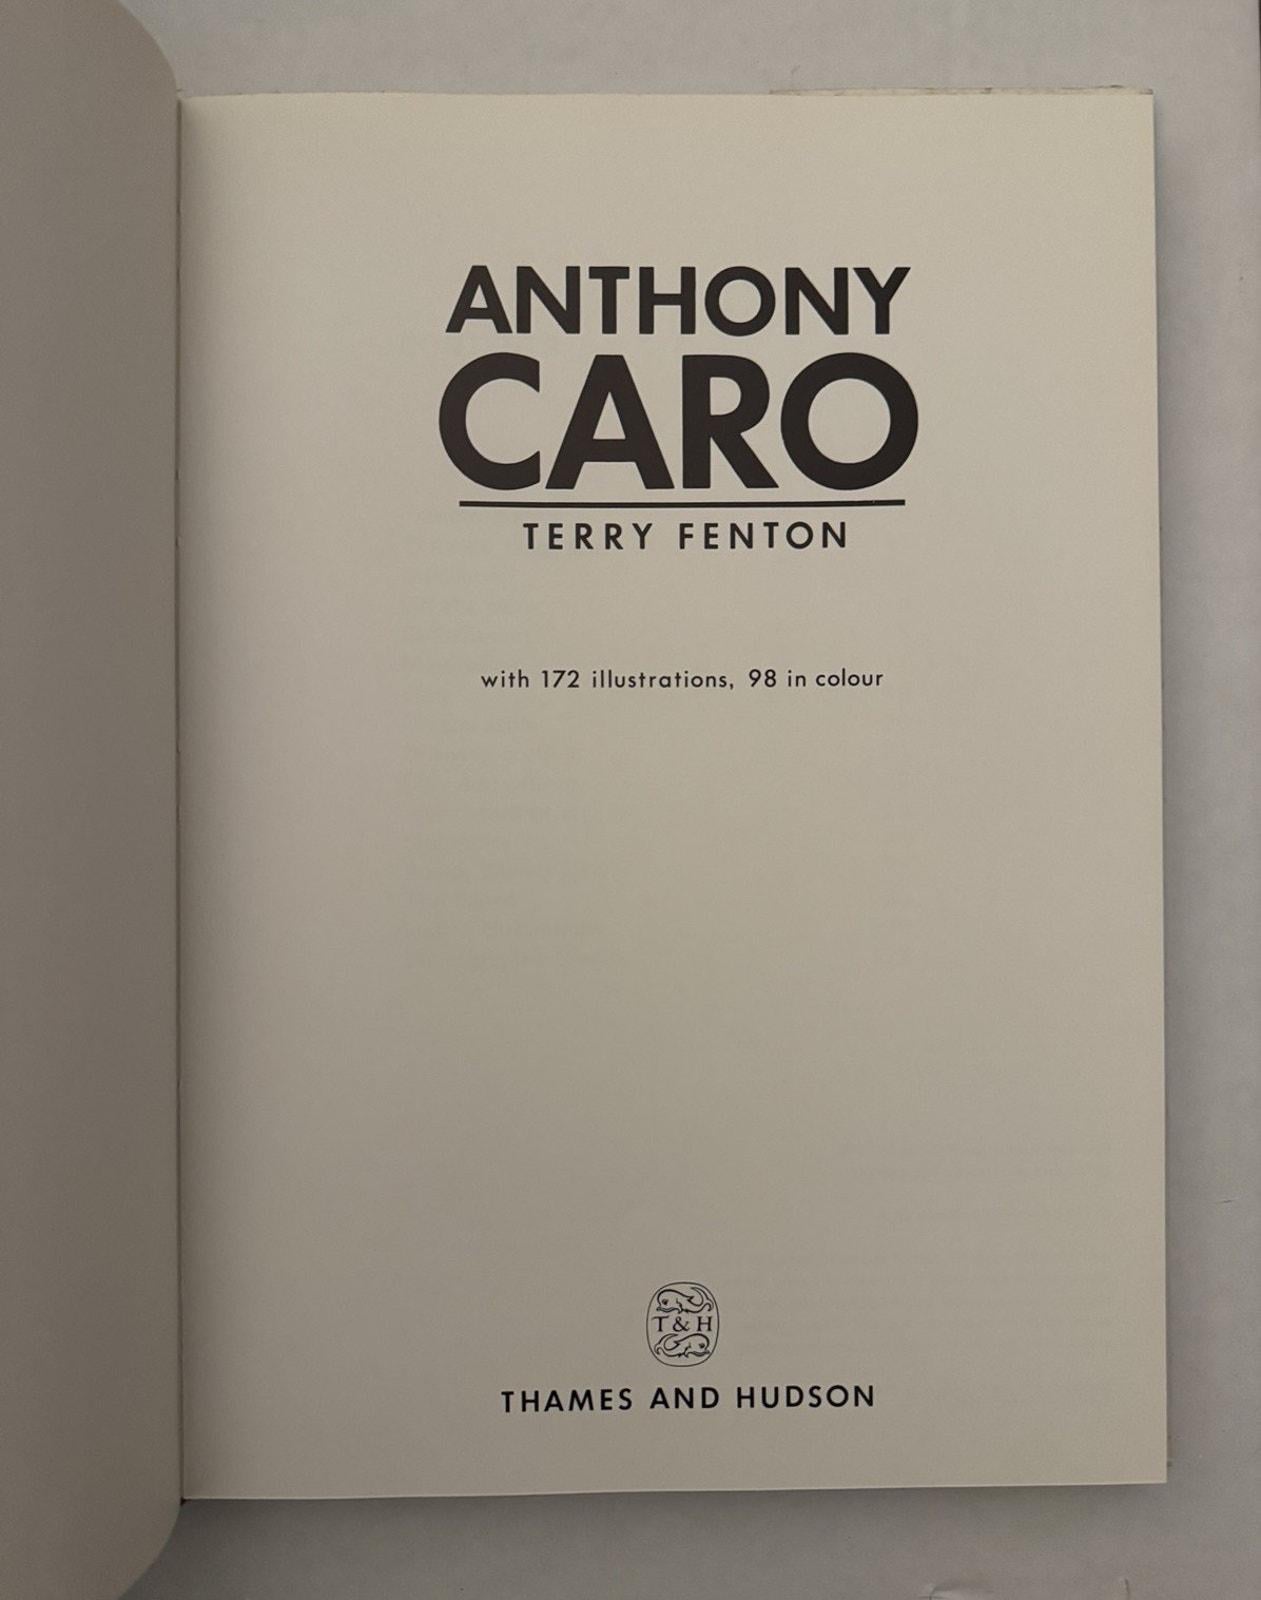 ANTHONY
CARO
TERRY FENTON
with 172 illustrations, 98 in colour
T & H
THAMES AND HUDSON